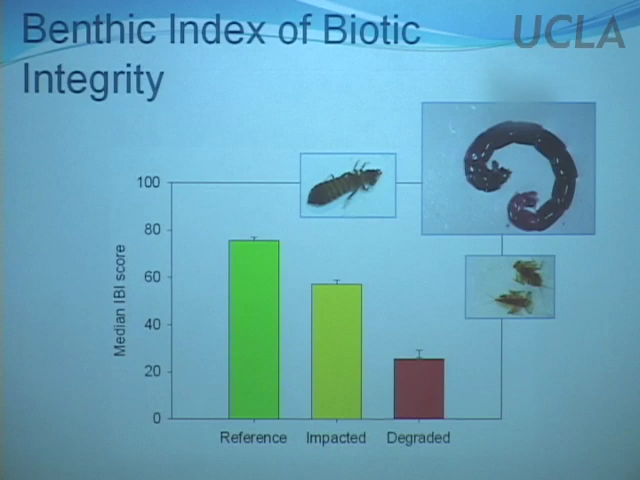 Benthic Index of Biotic
Integrity
UCLA
100
80
60
40
20
0
Median IBI score
Reference
Impacted
Degraded